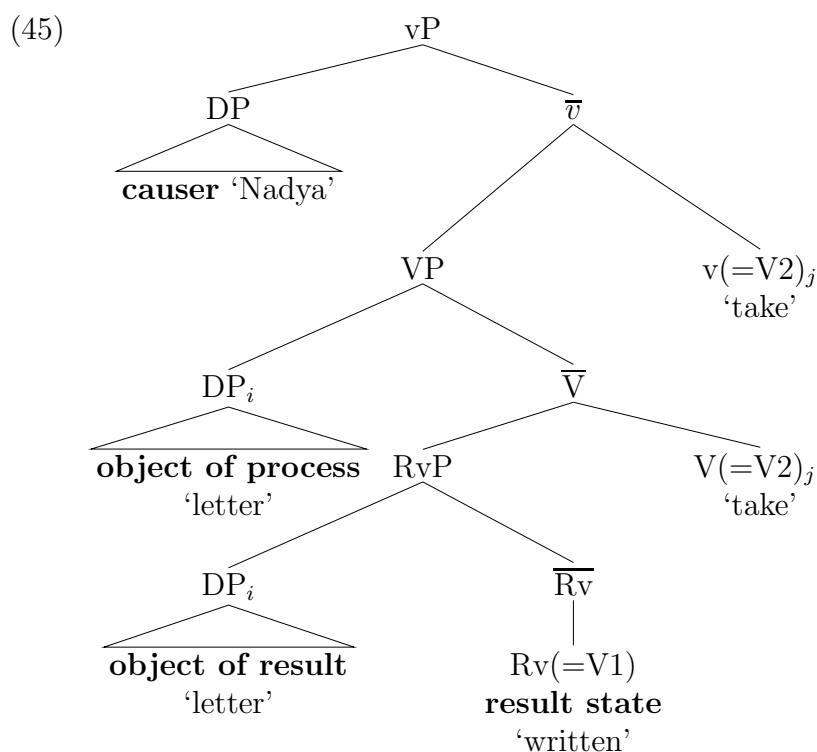 (45)
vP
DP v̅
causer ‘Nadya’
VP v(=V2)j
‘take’
DPi V̅
object of process RvP V(=V2)j
‘letter’ ‘take’
DPi R̅v̅
object of result Rv(=V1)
‘letter’ result state
‘written’